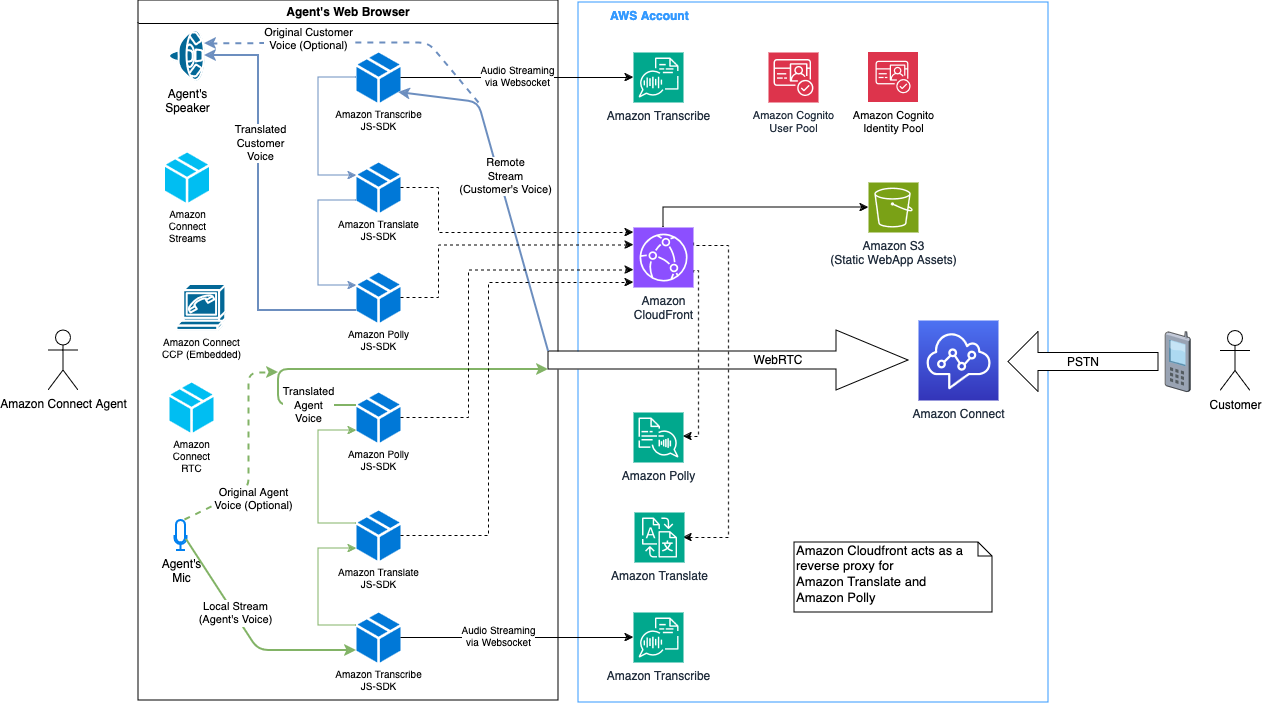 Agent's Web Browser
AWS Account
Original Customer
Voice (Optional)
Agent's
Speaker
Amazon Transcribe
JS-SDK
Audio Streaming
via Websocket
Amazon Transcribe
Amazon Cognito
User Pool
Amazon Cognito
Identity Pool
Translated
Customer
Voice
Remote
Stream
(Customer's Voice)
Amazon
Connect
Streams
Amazon Translate
JS-SDK
Amazon S3
(Static WebApp Assets)
Amazon
CloudFront
Amazon Polly
JS-SDK
Amazon Connect
CCP (Embedded)
Amazon Connect Agent
WebRTC
PSTN
Amazon Connect
Customer
Translated
Agent
Voice
Amazon
Connect
RTC
Amazon Polly
JS-SDK
Amazon Polly
Original Agent
Voice (Optional)
Agent's
Mic
Amazon Translate
JS-SDK
Amazon Translate
Amazon Cloudfront acts as a
reverse proxy for
Amazon Translate and
Amazon Polly
Local Stream
(Agent's Voice)
Audio Streaming
via Websocket
Amazon Transcribe
JS-SDK
Amazon Transcribe